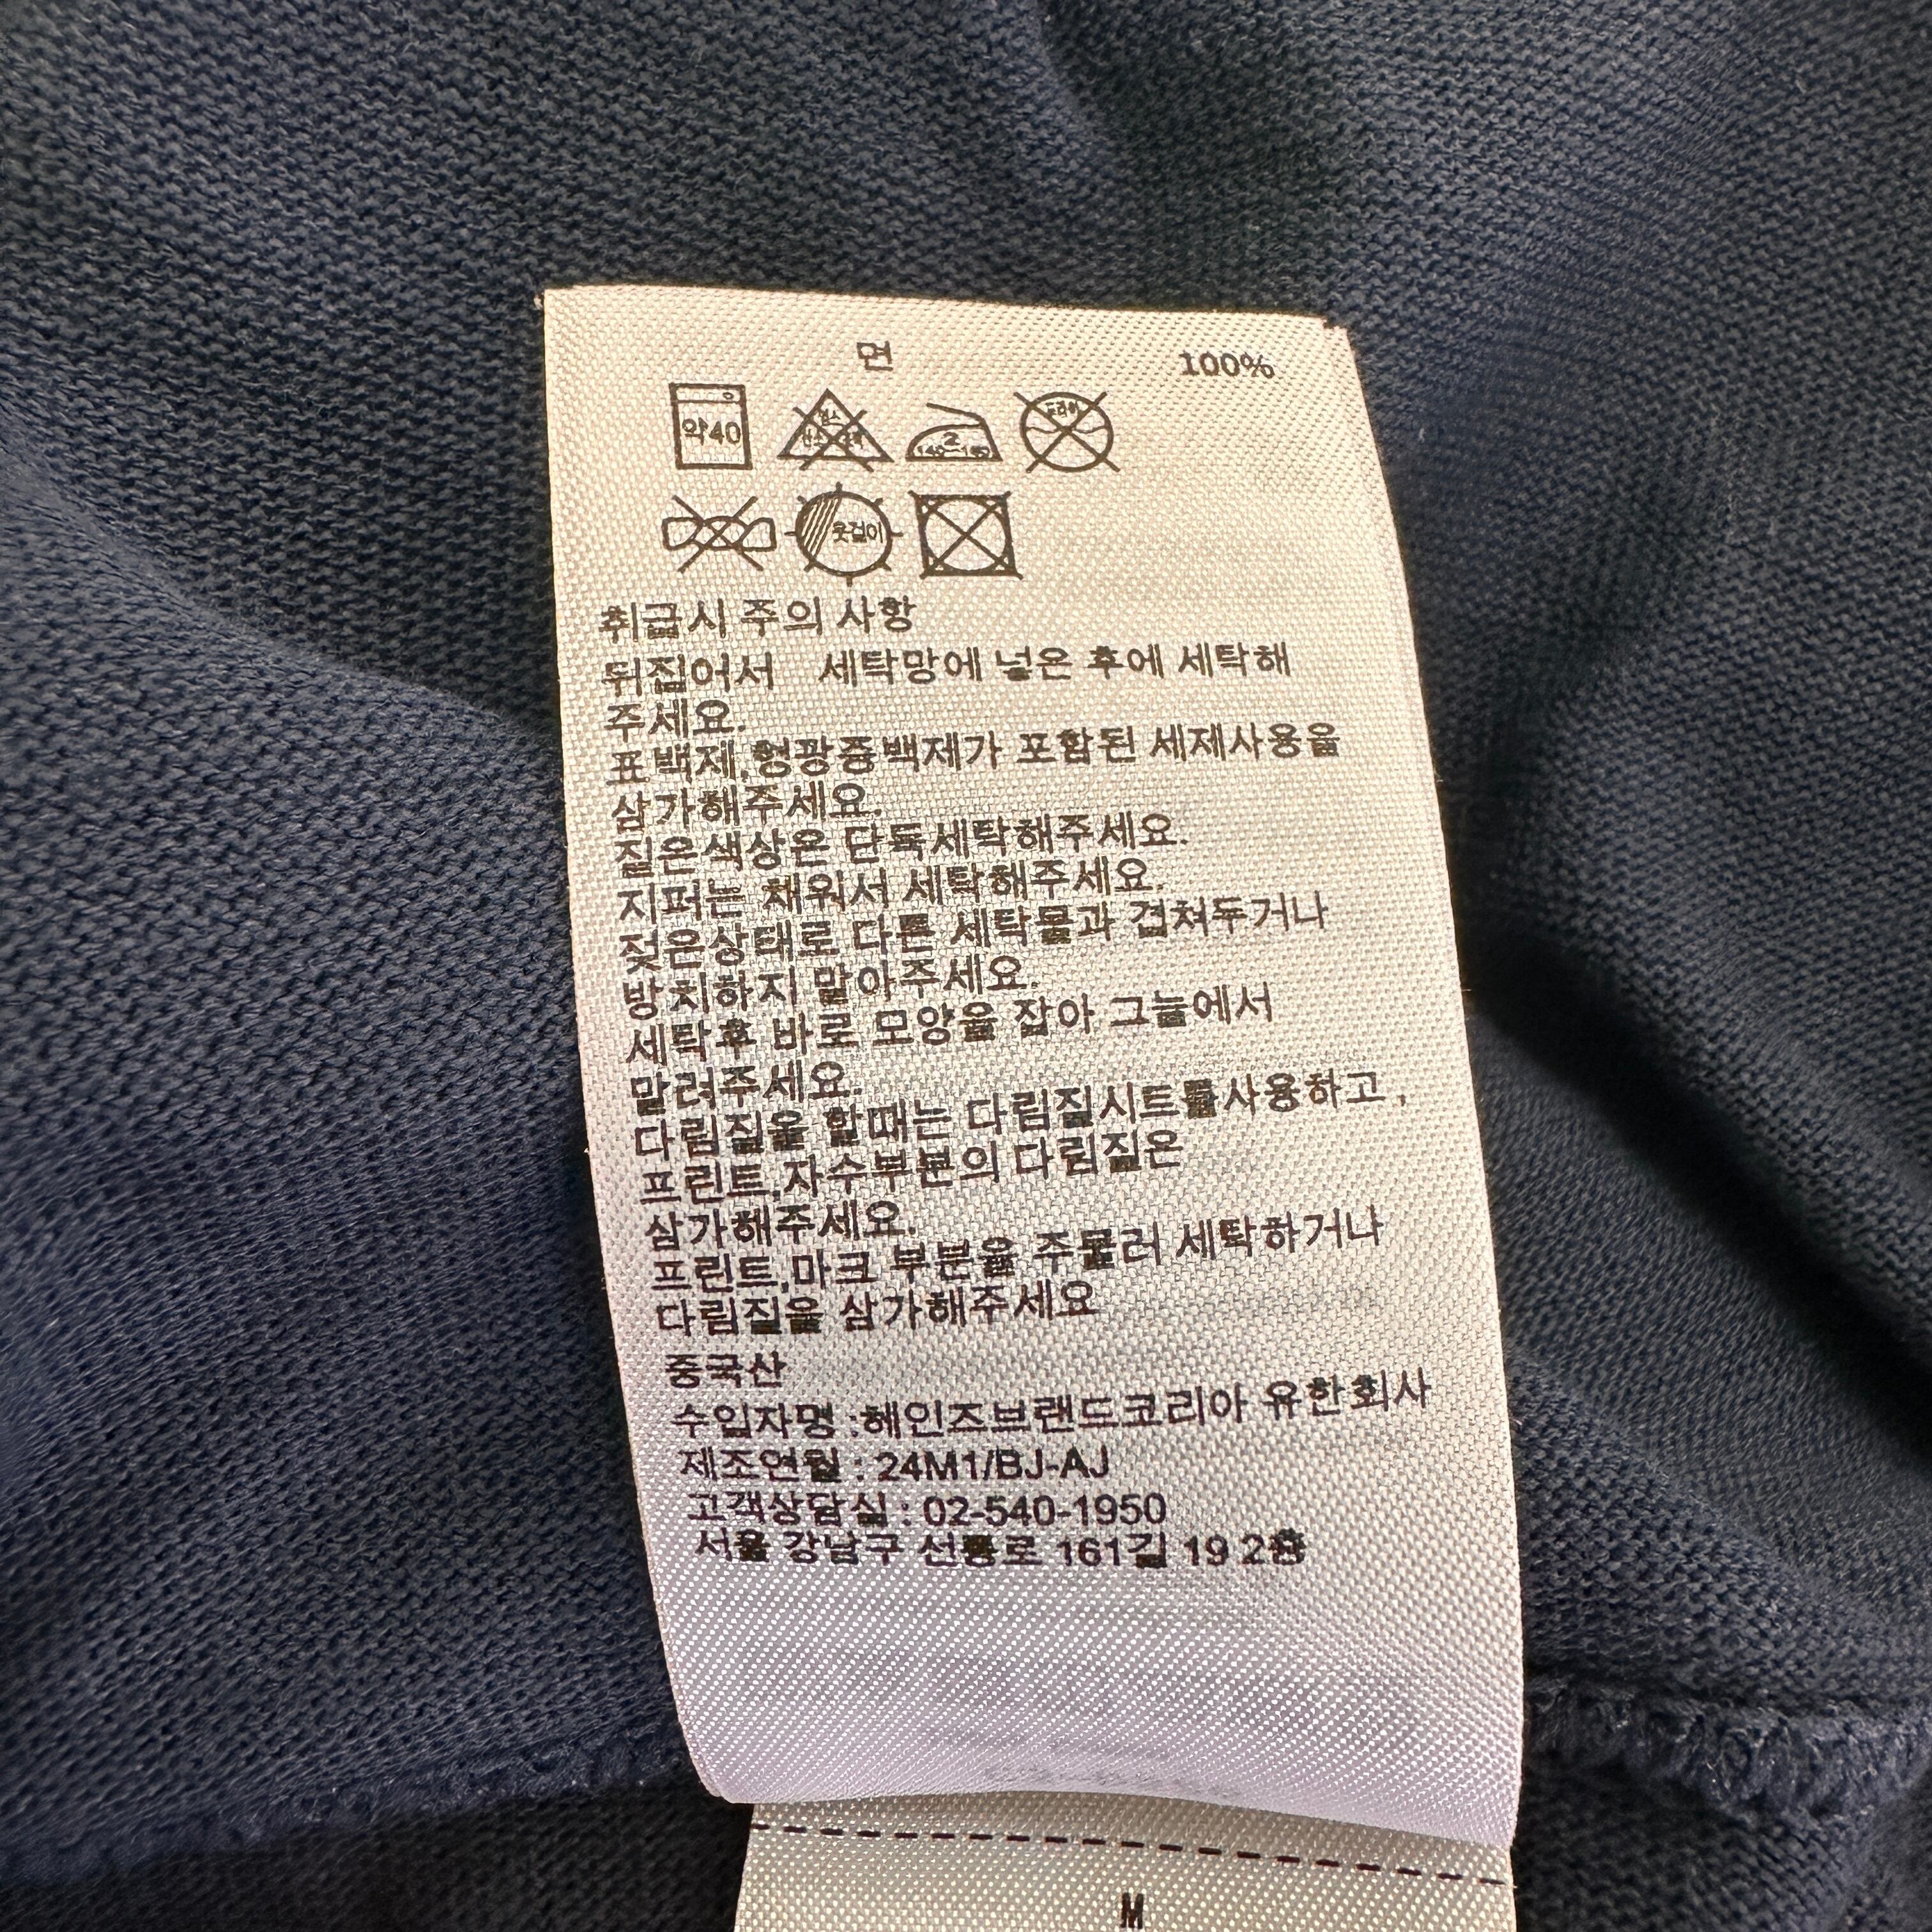 면 100%
약40
염소
산소 표백
2
140~160
드라이
옷걸이
취급시 주의 사항
뒤집어서 세탁망에 넣은 후에 세탁해
주세요.
표백제,형광증백제가 포함된 세제사용을
삼가해주세요.
짙은색상은 단독세탁해주세요.
지퍼는 채워서 세탁해주세요.
젖은상태로 다른 세탁물과 겹쳐두거나
방치하지 말아주세요.
세탁후 바로 모양을 잡아 그늘에서
말려주세요.
다림질을 할때는 다림질시트를사용하고,
프린트,자수부분의 다림질은
삼가해주세요.
프린트,마크 부분을 주물러 세탁하거나
다림질을 삼가해주세요
중국산
수입자명 :헤인즈브랜드코리아 유한회사
제조연월 : 24M1/BJ-AJ
고객상담실 : 02-540-1950
서울 강남구 선릉로 161길 19 2층
M